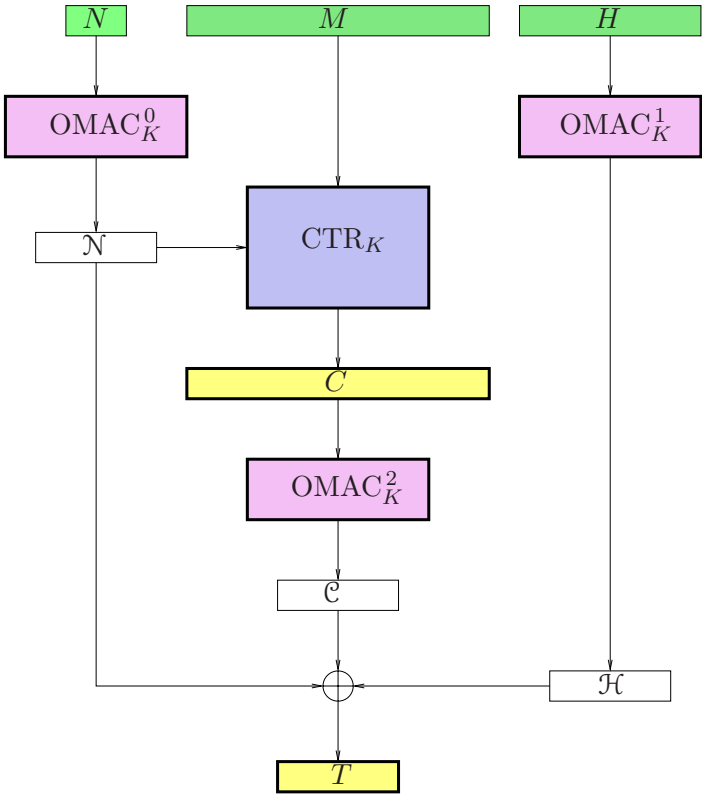 N M H
OMAC⁰_K OMAC¹_K
𝒩 CTR_K
C
OMAC²_K
𝒞
ℋ
T